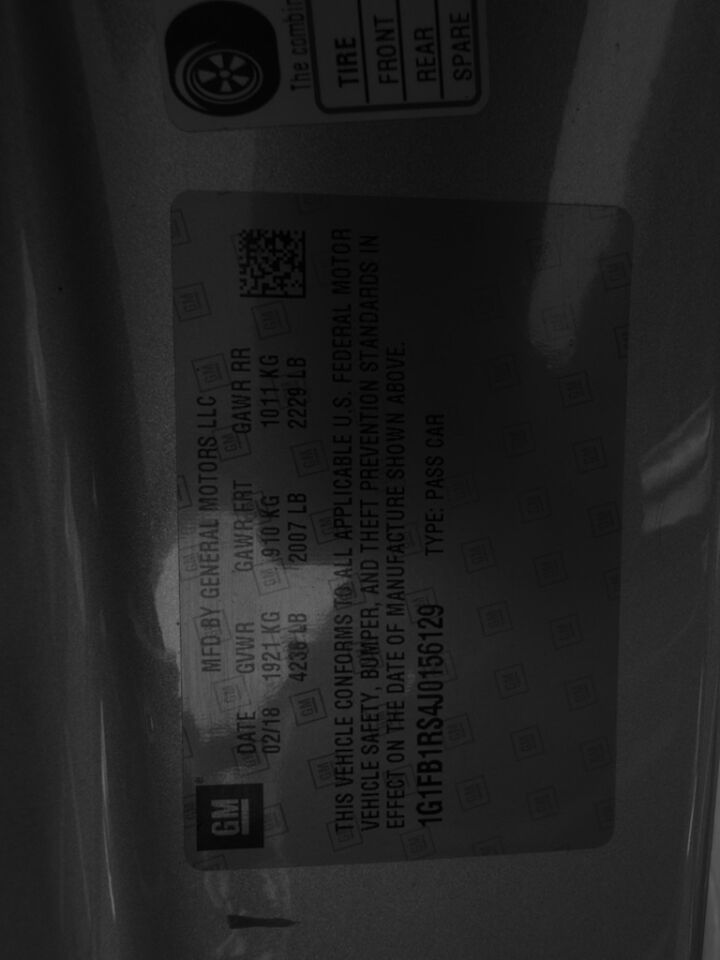 The combin
TIRE
FRONT
REAR
SPARE
GM
MFD BY GENERAL MOTORS LLC
DATE GVWR GAWR FRT GAWR RR
02/18 1921 KG 910 KG 1011 KG
4236 LB 2007 LB 2229 LB
THIS VEHICLE CONFORMS TO ALL APPLICABLE U.S. FEDERAL MOTOR
VEHICLE SAFETY, BUMPER, AND THEFT PREVENTION STANDARDS IN
EFFECT ON THE DATE OF MANUFACTURE SHOWN ABOVE.
1G1FB1RS4J0156129 TYPE: PASS CAR